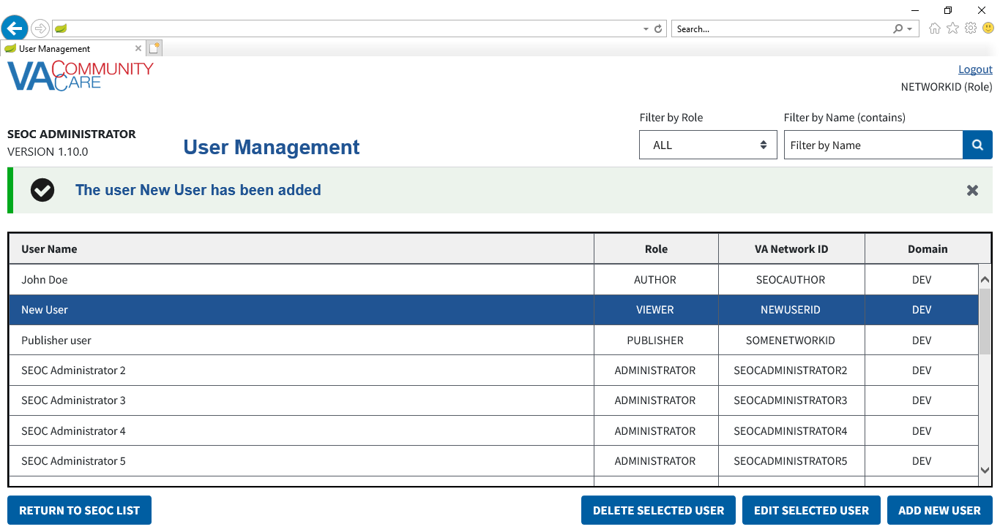 Search...
User Management
VA COMMUNITY CARE
Logout
NETWORKID (Role)
Filter by Role
Filter by Name (contains)
SEOC ADMINISTRATOR
VERSION 1.10.0
User Management
ALL
Filter by Name
The user New User has been added
User Name Role VA Network ID Domain
John Doe AUTHOR SEOCAUTHOR DEV
New User VIEWER NEWUSERID DEV
Publisher user PUBLISHER SOMENETWORKID DEV
SEOC Administrator 2 ADMINISTRATOR SEOCADMINISTRATOR2 DEV
SEOC Administrator 3 ADMINISTRATOR SEOCADMINISTRATOR3 DEV
SEOC Administrator 4 ADMINISTRATOR SEOCADMINISTRATOR4 DEV
SEOC Administrator 5 ADMINISTRATOR SEOCADMINISTRATOR5 DEV
RETURN TO SEOC LIST DELETE SELECTED USER EDIT SELECTED USER ADD NEW USER